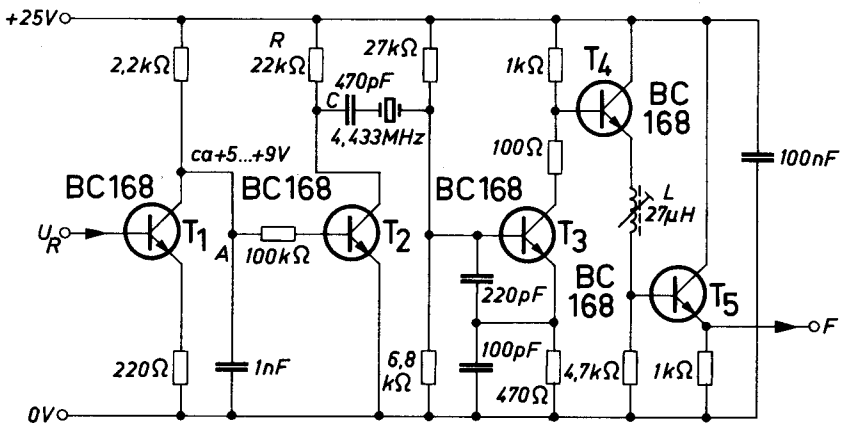 +25V
2,2kΩ
R
22kΩ
470pF
C
4,433MHz
27kΩ
1kΩ
T4
BC
168
100Ω
100nF
ca+5...+9V
BC168
T1
UR
A
100kΩ
BC168
T2
BC168
T3
L
27µH
220pF
BC
168
T5
F
220Ω
1nF
6,8
kΩ
100pF
470Ω
4,7kΩ
1kΩ
0V